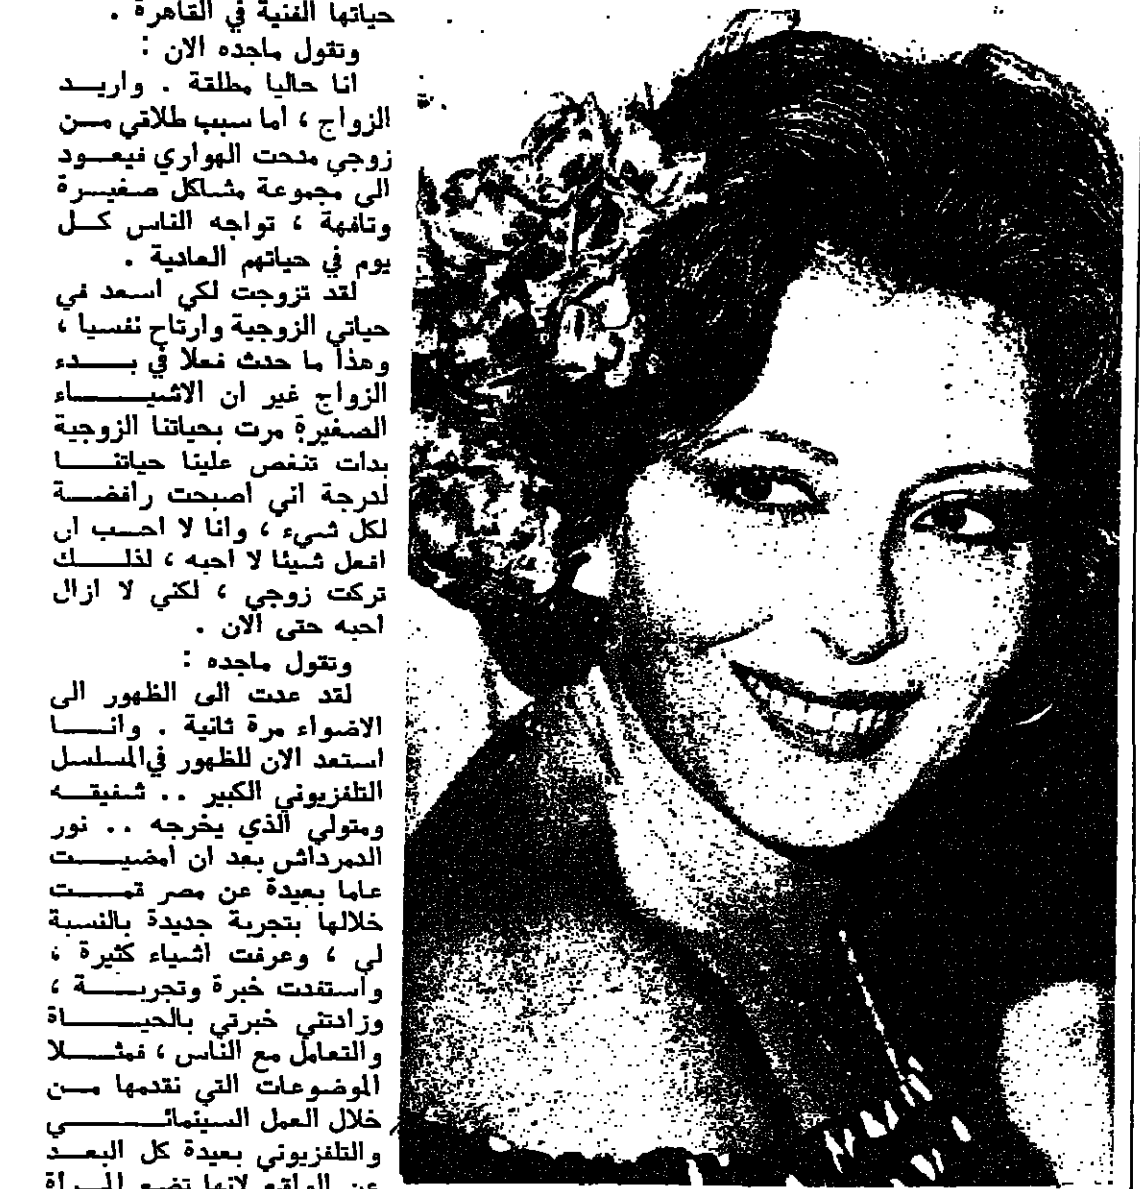 حياتها الفنية في القاهرة .
وتقول ماجده الان :
انا حاليا مطلقة . واريد
الزواج ، أما سبب طلاقي من
زوجي مدحت الهواري فيعود
الى مجموعة مشاكل صغيرة
وتافهة ، تواجه الناس كل
يوم في حياتهم العادية .
لقد تزوجت لكي اسعد في
حياتي الزوجية وارتاح نفسيا ،
وهذا ما حدث فعلا في بدء
الزواج غير ان الاشياء
الصغيرة مرت بحياتنا الزوجية
بدات تنغص علينا حياتنا
لدرجة اني اصبحت رافضة
لكل شيء ، وانا لا احب ان
افعل شيئا لا احبه ، لذلك
تركت زوجي ، لكني لا ازال
احبه حتى الان .
وتقول ماجده :
لقد عدت الى الظهور الى
الاضواء مرة ثانية . وانا
استعد الان للظهور في المسلسل
التلفزيوني الكبير .. شفيقه
ومتولي الذي يخرجه .. نور
الدمرداش بعد ان امضيت
عاما بعيدة عن مصر قمت
خلالها بتجربة جديدة بالنسبة
لي ، وعرفت اشياء كثيرة ،
واستفدت خبرة وتجربة ،
وزادتني خبرتي بالحياة
والتعامل مع الناس ، فمثلا
الموضوعات التي نقدمها من
خلال العمل السينمائي
والتلفزيوني بعيدة كل البعد
عن الواقع لانها تضع المرأة